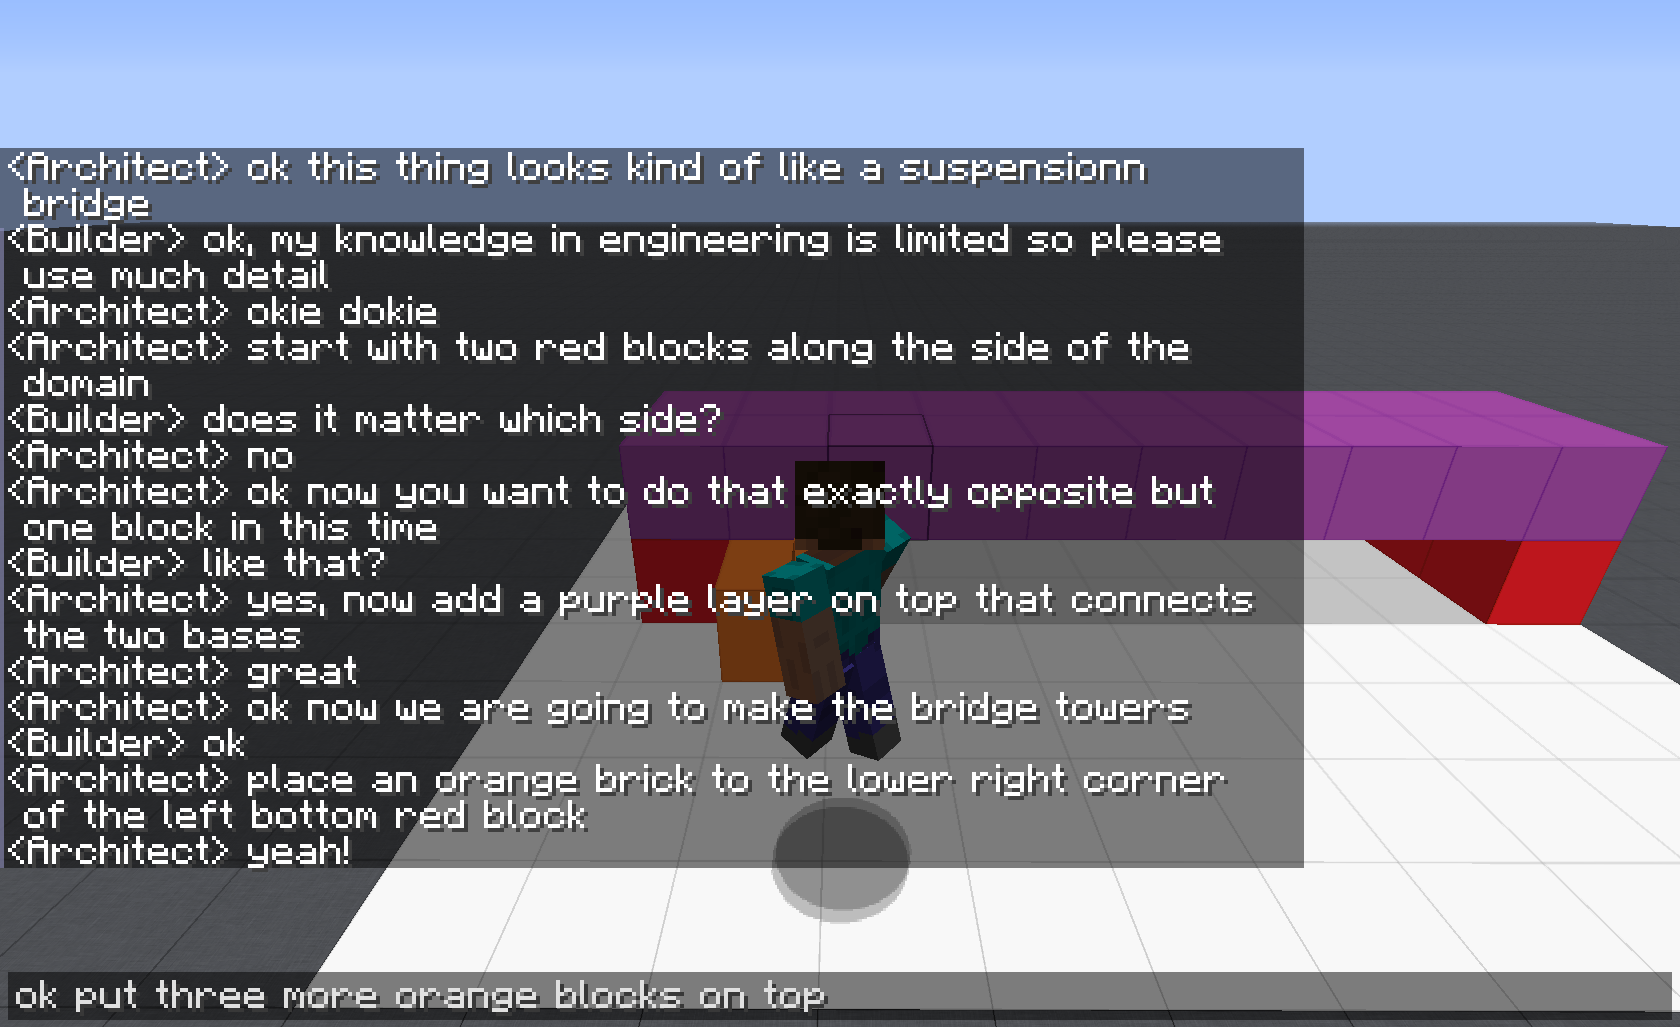 <Architect> ok this thing looks kind of like a suspensionn
bridge
<Builder> ok, my knowledge in engineering is limited so please
use much detail
<Architect> okie dokie
<Architect> start with two red blocks along the side of the
domain
<Builder> does it matter which side?
<Architect> no
<Architect> ok now you want to do that exactly opposite but
one block in this time
<Builder> like that?
<Architect> yes, now add a purple layer on top that connects
the two bases
<Architect> great
<Architect> ok now we are going to make the bridge towers
<Builder> ok
<Architect> place an orange brick to the lower right corner
of the left bottom red block
<Architect> yeah!
ok put three more orange blocks on top